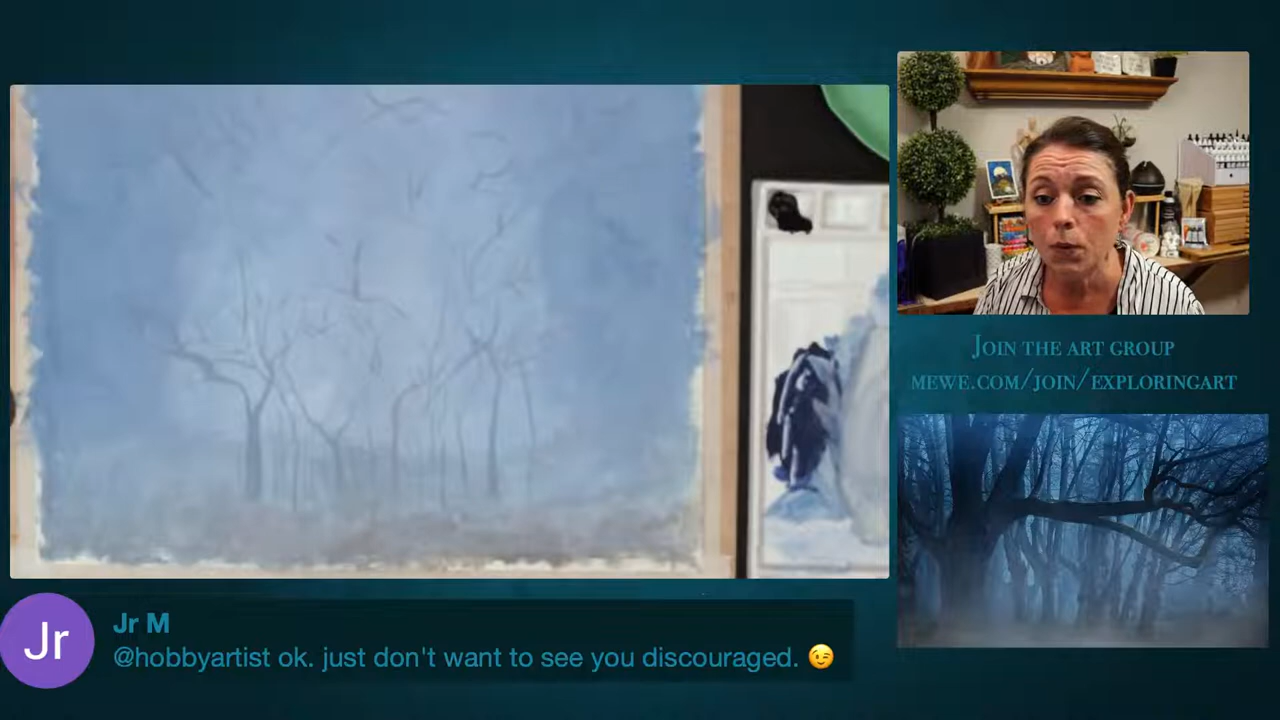 JOIN THE ART GROUP
MEWE.COM/JOIN/EXPLORINGART
Jr
Jr M
@hobbyartist ok. just don't want to see you discouraged. 😉